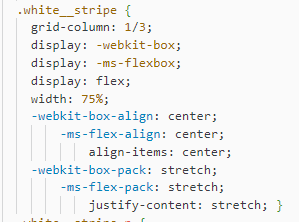 .white__stripe {
grid-column: 1/3;
display: -webkit-box;
display: -ms-flexbox;
display: flex;
width: 75%;
-webkit-box-align: center;
-ms-flex-align: center;
align-items: center;
-webkit-box-pack: stretch;
-ms-flex-pack: stretch;
justify-content: stretch; }